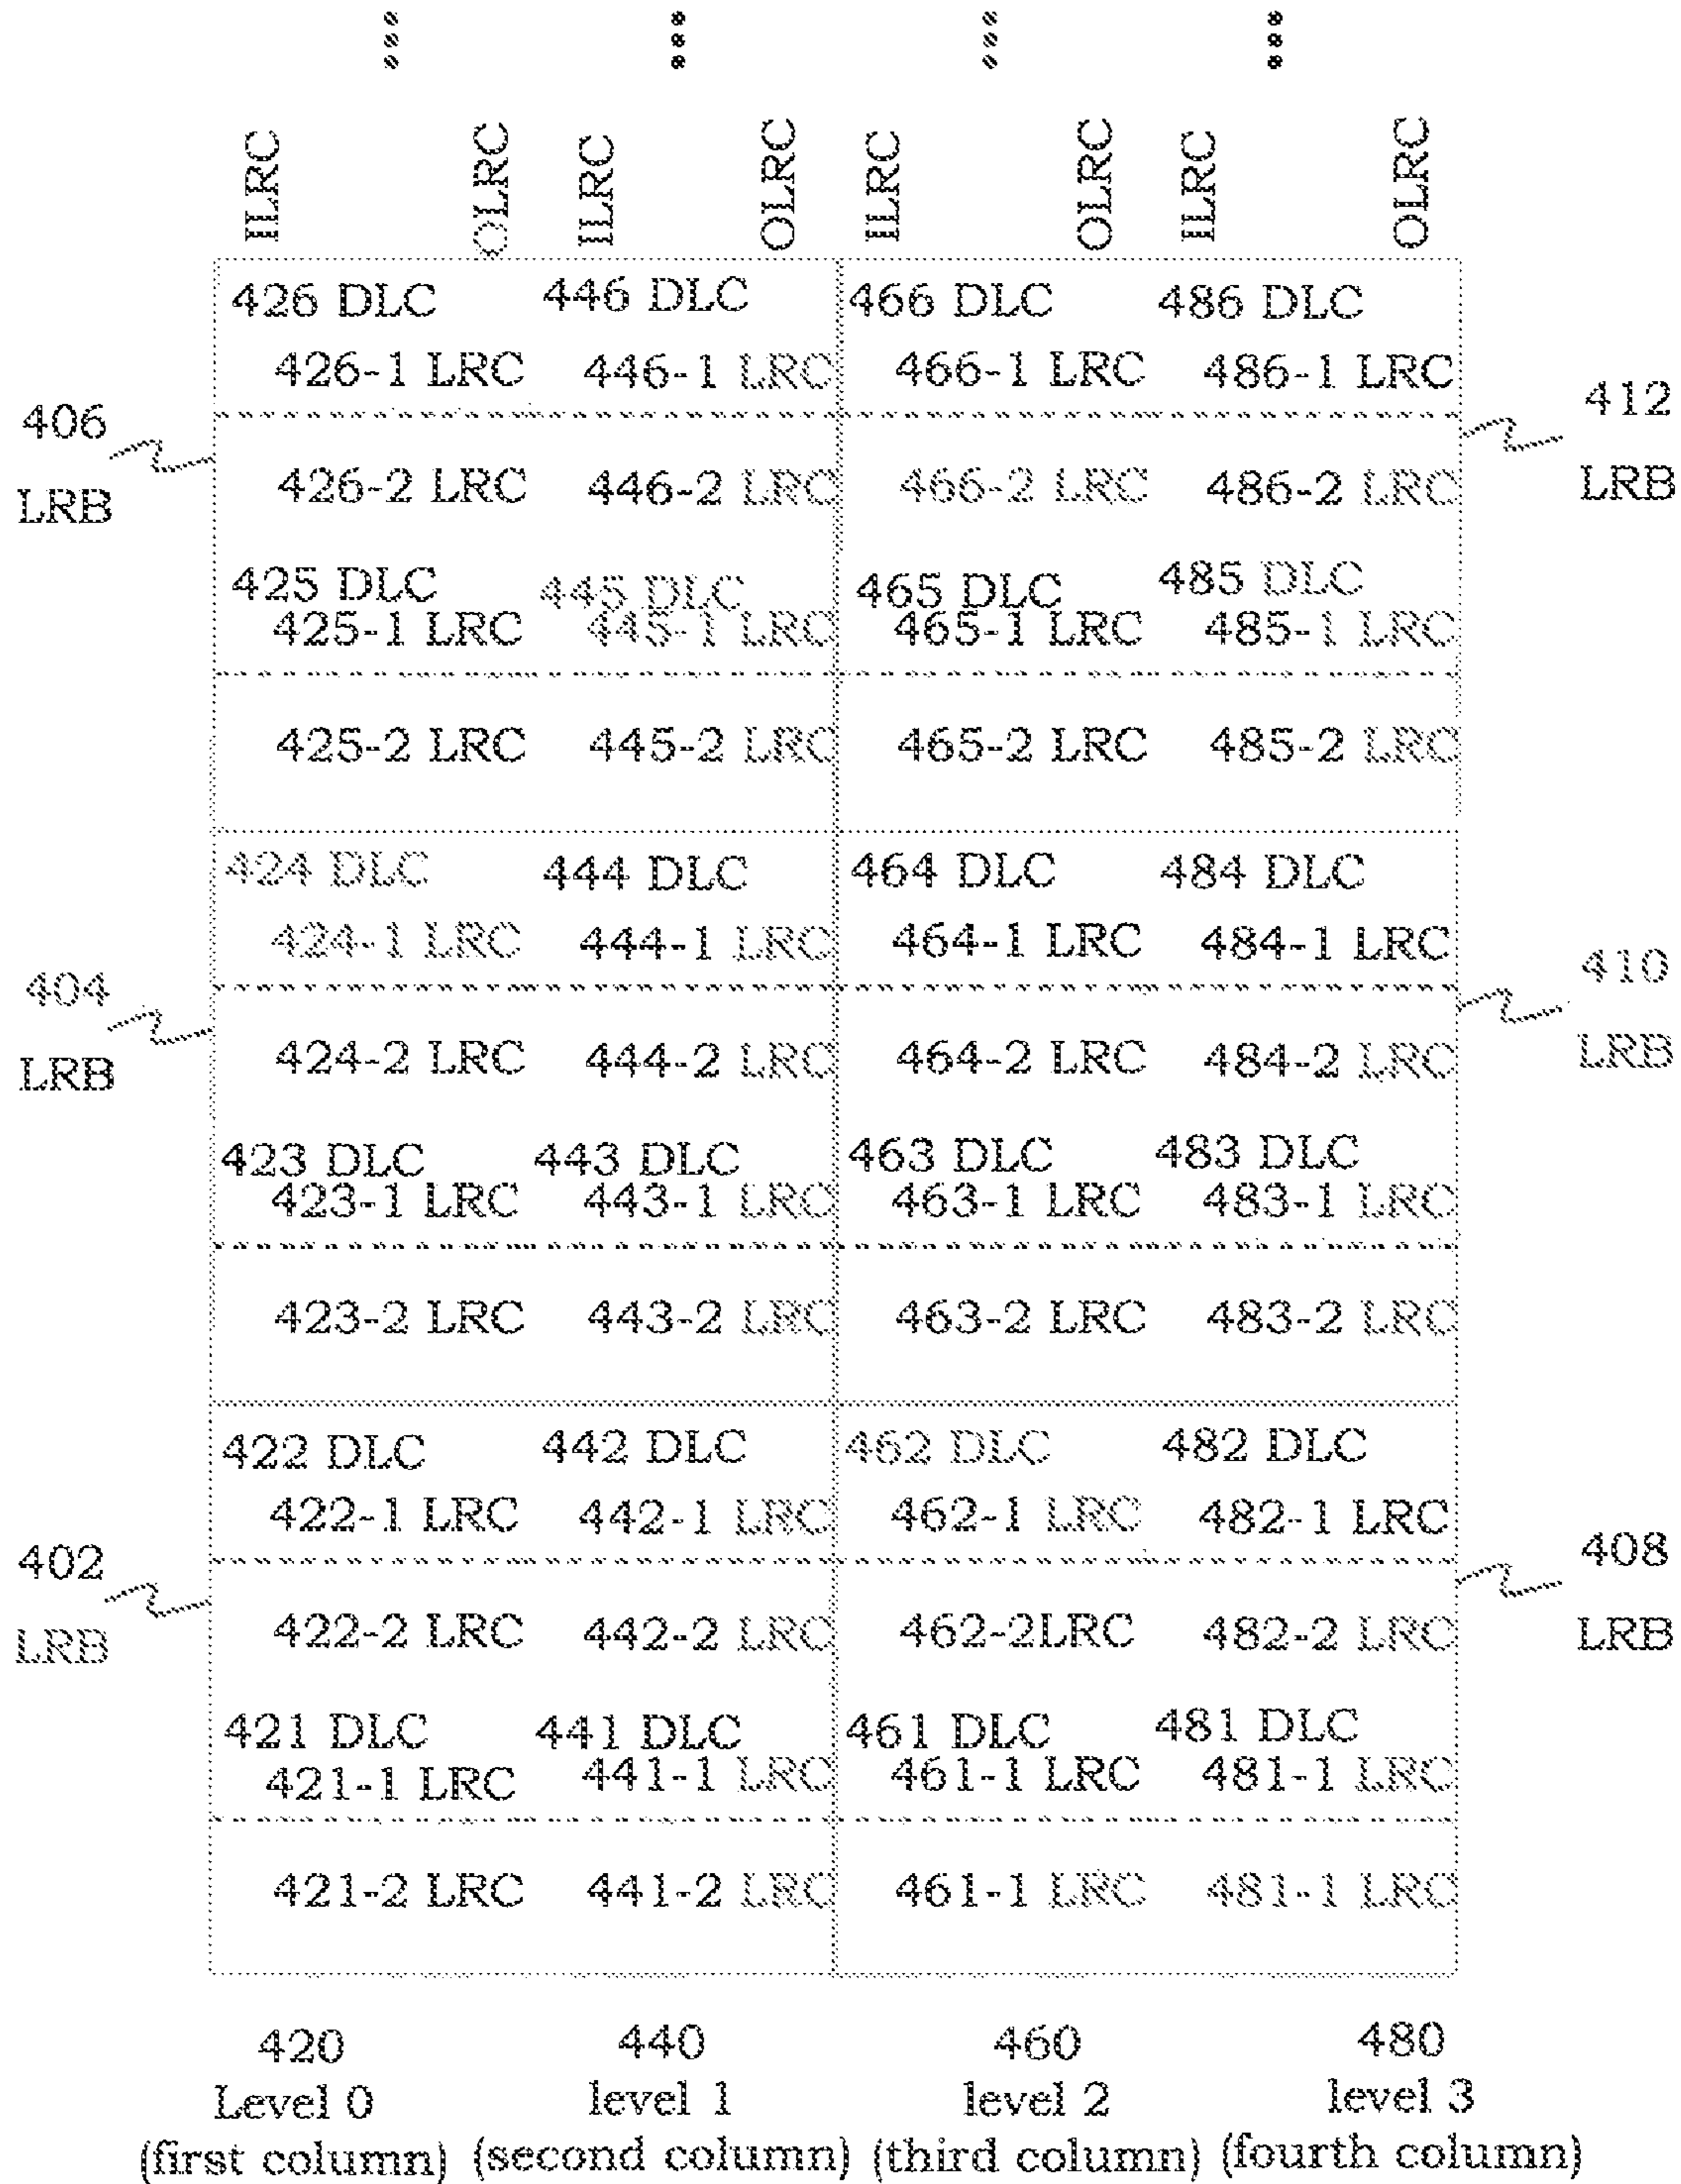 ILRC OLRC ILRC OLRC ILRC OLRC ILRC OLRC
426 DLC 446 DLC 466 DLC 486 DLC
426-1 LRC 446-1 LRC 466-1 LRC 486-1 LRC
406 LRB
412 LRB
426-2 LRC 446-2 LRC 466-2 LRC 486-2 LRC
425 DLC 445 DLC 465 DLC 485 DLC
425-1 LRC 445-1 LRC 465-1 LRC 485-1 LRC
425-2 LRC 445-2 LRC 465-2 LRC 485-2 LRC
424 DLC 444 DLC 464 DLC 484 DLC
424-1 LRC 444-1 LRC 464-1 LRC 484-1 LRC
404 LRB
410 LRB
424-2 LRC 444-2 LRC 464-2 LRC 484-2 LRC
423 DLC 443 DLC 463 DLC 483 DLC
423-1 LRC 443-1 LRC 463-1 LRC 483-1 LRC
423-2 LRC 443-2 LRC 463-2 LRC 483-2 LRC
422 DLC 442 DLC 462 DLC 482 DLC
422-1 LRC 442-1 LRC 462-1 LRC 482-1 LRC
402 LRB
408 LRB
422-2 LRC 442-2 LRC 462-2LRC 482-2 LRC
421 DLC 441 DLC 461 DLC 481 DLC
421-1 LRC 441-1 LRC 461-1 LRC 481-1 LRC
421-2 LRC 441-2 LRC 461-1 LRC 481-1 LRC
420 440 460 480
Level 0 level 1 level 2 level 3
(first column) (second column) (third column) (fourth column)